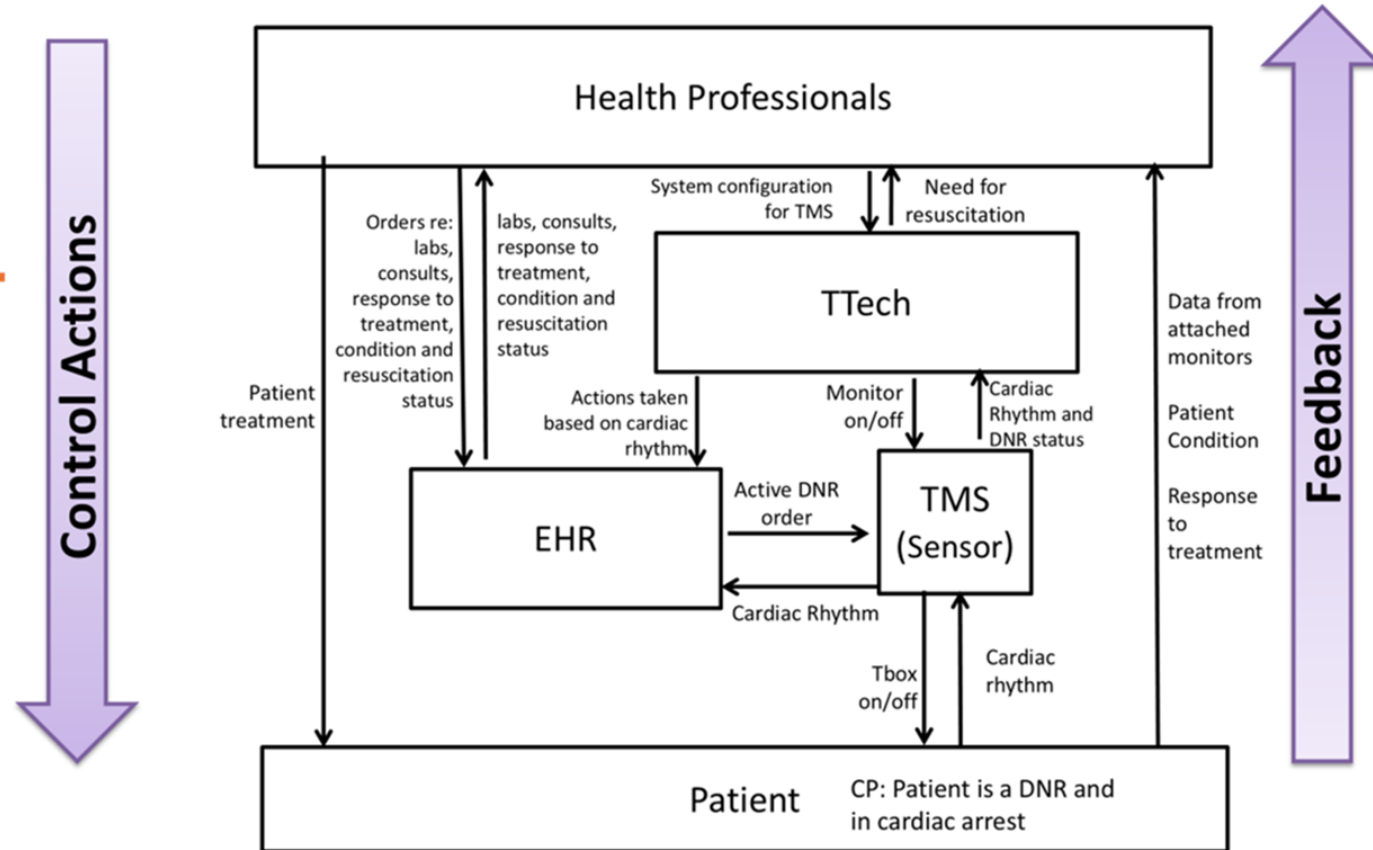 Control Actions
Health Professionals
System configuration
for TMS
Need for
resuscitation
Orders re:
labs,
consults,
response to
treatment,
condition and
resuscitation
status
labs, consults,
response to
treatment,
condition and
resuscitation
status
TTech
Data from
attached
monitors
Patient
Condition
Response
to
treatment
Feedback
Patient
treatment
Actions taken
based on cardiac
rhythm
Monitor
on/off
Cardiac
Rhythm and
DNR status
EHR
Active DNR
order
TMS
(Sensor)
Cardiac Rhythm
Tbox
on/off
Cardiac
rhythm
Patient
CP: Patient is a DNR and
in cardiac arrest